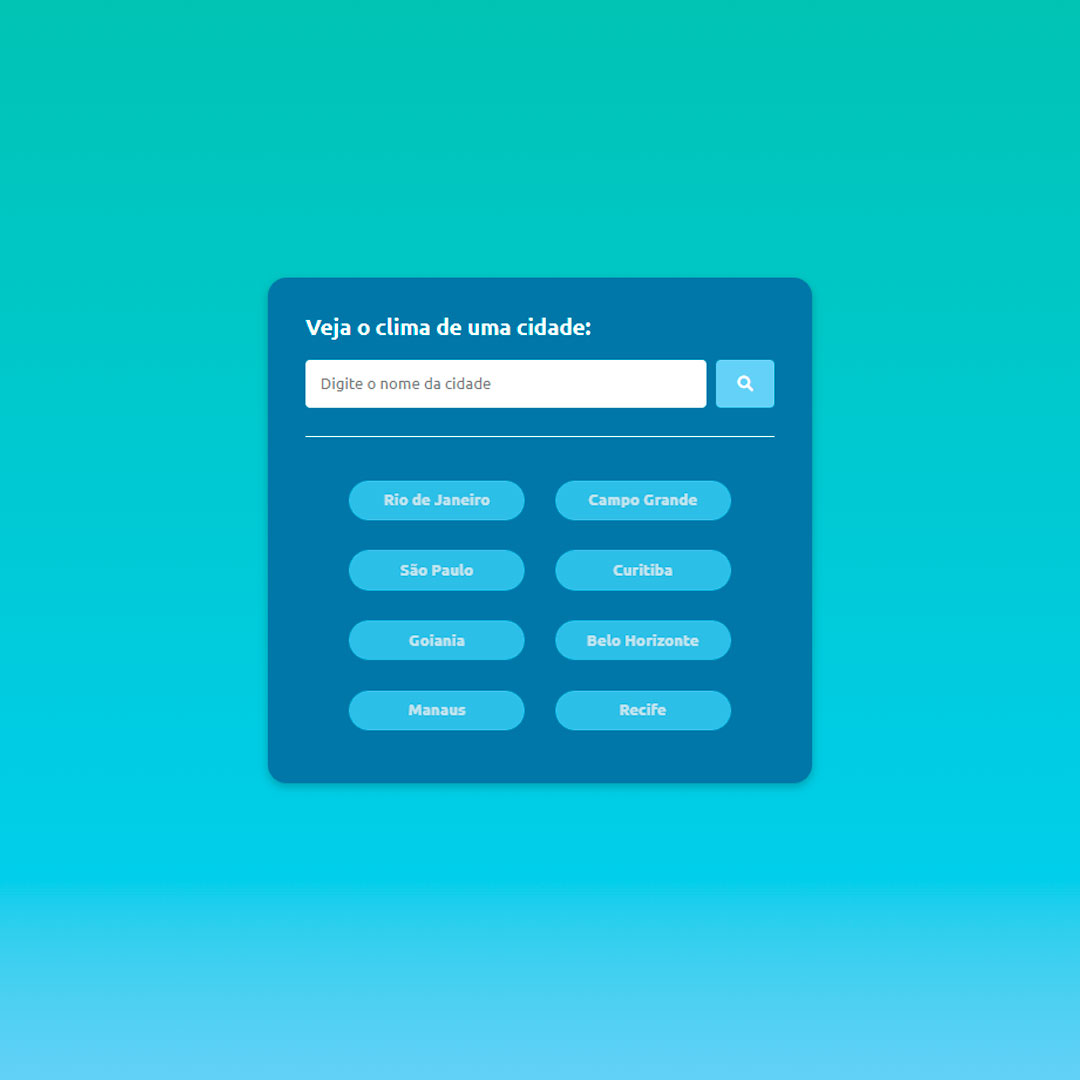 Veja o clima de uma cidade:
Digite o nome da cidade
Rio de Janeiro
Campo Grande
São Paulo
Curitiba
Goiania
Belo Horizonte
Manaus
Recife